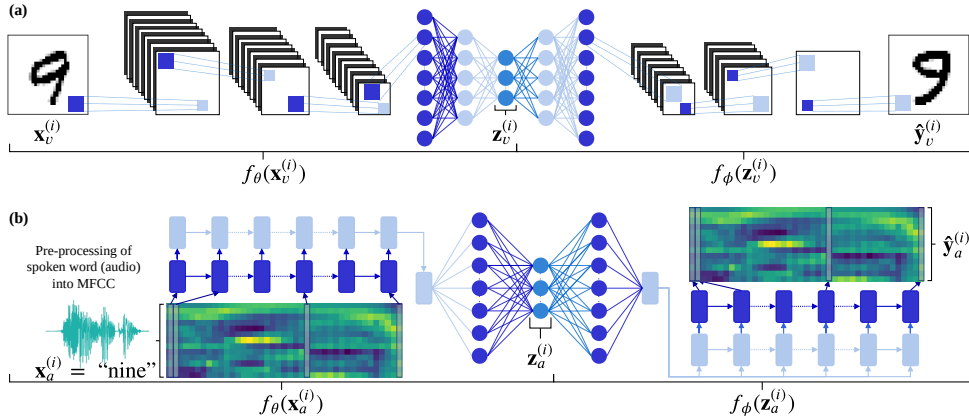 (a)
x_v^(i)
z_v^(i)
ŷ_v^(i)
f_θ(x_v^(i))
f_ϕ(z_v^(i))
(b)
Pre-processing of
spoken word (audio)
into MFCC
x_a^(i) = “nine”
z_a^(i)
ŷ_a^(i)
f_θ(x_a^(i))
f_ϕ(z_a^(i))